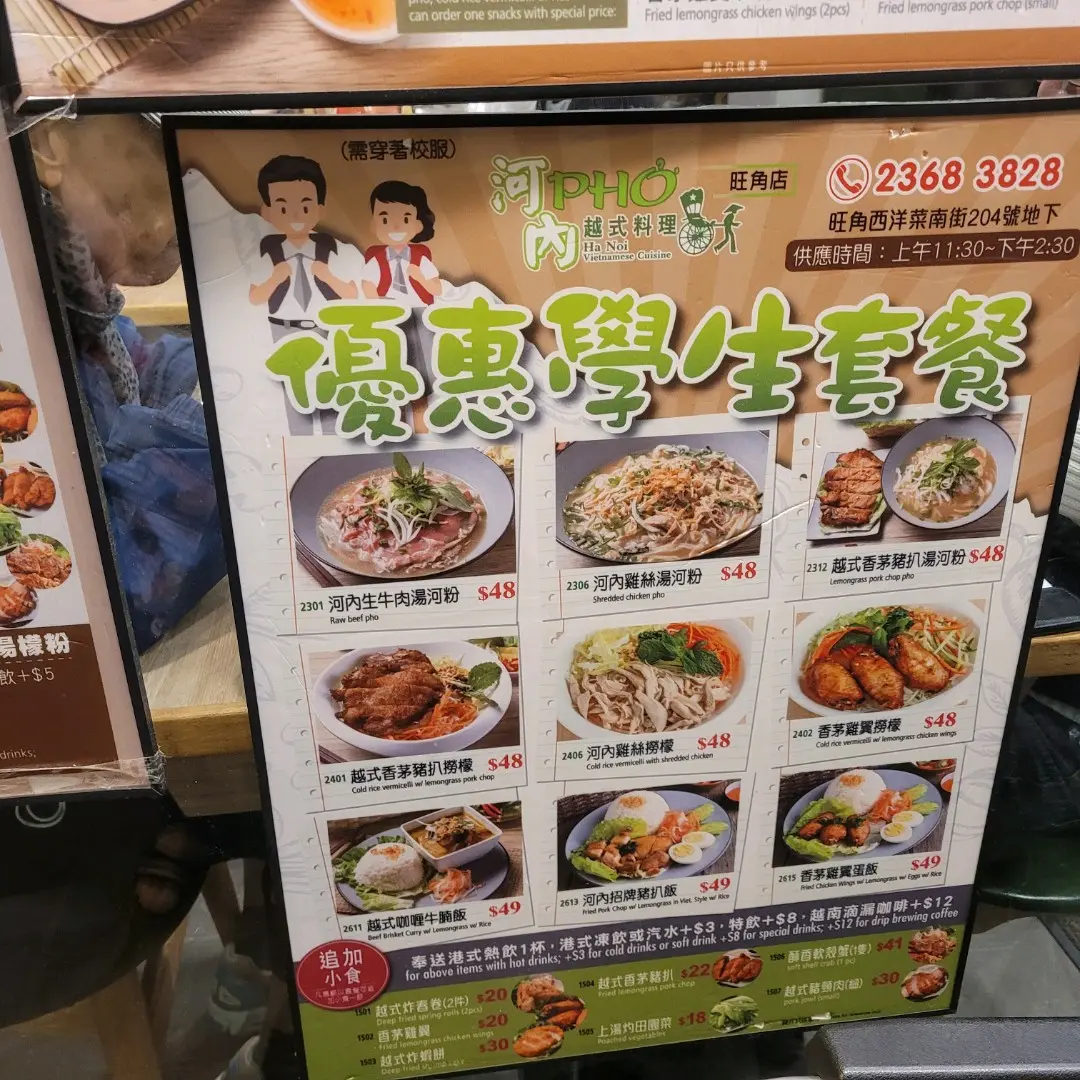 can order one snacks with special price:
Fried lemongrass chicken wings (2pcs)
Fried lemongrass pork chop (small)
圖片只供參考
(需穿著校服)
河內 PHỞ
越式料理
Ha Noi
Vietnamese Cuisine
旺角店
2368 3828
旺角西洋菜南街204號地下
供應時間：上午11:30~下午2:30
優惠學生套餐
2301 河內生牛肉湯河粉 $48
Raw beef pho
2306 河內雞絲湯河粉 $48
Shredded chicken pho
2312 越式香茅豬扒湯河粉 $48
Lemongrass pork chop pho
2401 越式香茅豬扒撈檬 $48
Cold rice vermicelli w/ lemongrass pork chop
2406 河內雞絲撈檬 $48
Cold rice vermicelli with shredded chicken
2402 香茅雞翼撈檬 $48
Cold rice vermicelli w/ lemongrass chicken wings
2611 越式咖喱牛腩飯 $49
Beef Brisket Curry w/ Lemongrass w/ Rice
2613 河內招牌豬扒飯 $49
Fried Pork Chop w/ Lemongrass in Viet. Style w/ Rice
2615 香茅雞翼蛋飯 $49
Fried Chicken Wings w/ Lemongrass w/ Eggs w/ Rice
奉送港式熱飲1杯，港式凍飲或汽水+$3，特飲+$8，越南滴漏咖啡+$12
for above items with hot drinks; +$3 for cold drinks or soft drink +$8 for special drinks; +$12 for drip brewing coffee
追加
小食
1501 越式炸春卷(2件) $20
Deep fried spring rolls (2pcs)
1502 香茅雞翼 $20
Fried lemongrass chicken wings
1503 越式炸蝦餅 $30
1504 越式香茅豬扒 $22
Fried lemongrass pork chop
1505 上湯灼田園菜 $18
Poached vegetables
1506 酥香軟殼蟹(1隻) $41
soft shell crab (1 pc)
1507 越式豬頸肉(細) $30
pork jowl (small)
湯檬粉
飲+$5
drinks;